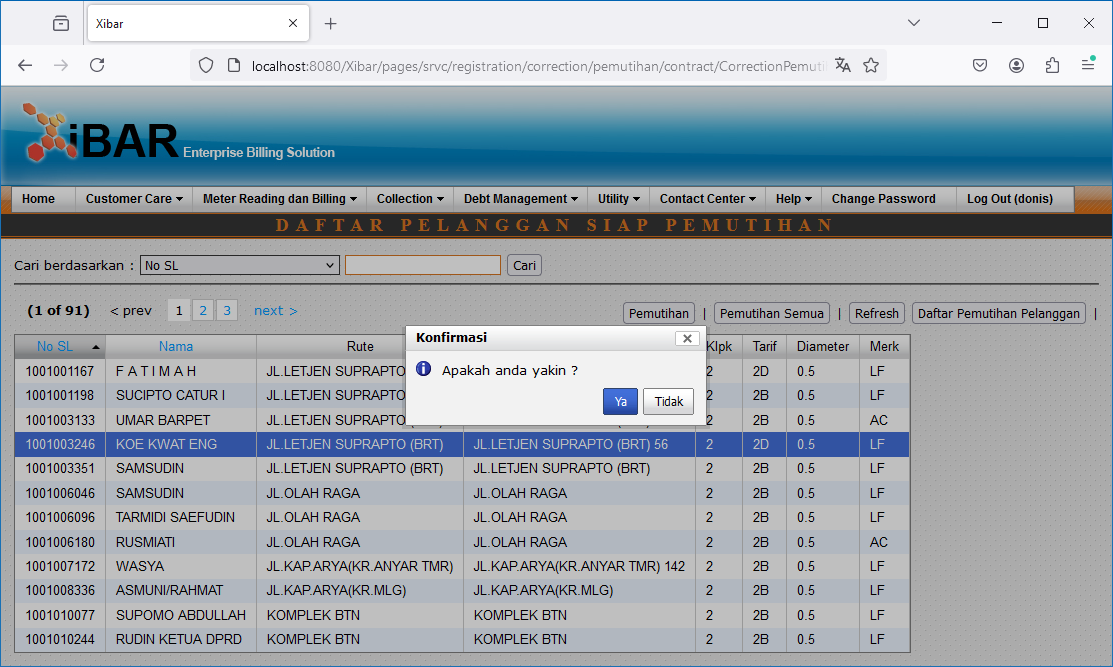 Xibar
localhost:8080/Xibar/pages/srvc/registration/correction/pemutihan/contract/CorrectionPemuti
iBAR Enterprise Billing Solution
Home Customer Care Meter Reading dan Billing Collection Debt Management Utility Contact Center Help Change Password Log Out (donis)
DAFTAR PELANGGAN SIAP PEMUTIHAN
Cari berdasarkan : No SL Cari
(1 of 91) < prev 1 2 3 next > Pemutihan | Pemutihan Semua | Refresh Daftar Pemutihan Pelanggan |
Konfirmasi
Apakah anda yakin ?
Ya Tidak
No SL Nama Rute Klpk Tarif Diameter Merk
1001001167 F A T I M A H JL.LETJEN SUPRAPTO 2 2D 0.5 LF
1001001198 SUCIPTO CATUR I JL.LETJEN SUPRAPTO 2 2B 0.5 LF
1001003133 UMAR BARPET JL.LETJEN SUPRAPTO 2 2B 0.5 AC
1001003246 KOE KWAT ENG JL.LETJEN SUPRAPTO (BRT) JL.LETJEN SUPRAPTO (BRT) 56 2 2D 0.5 LF
1001003351 SAMSUDIN JL.LETJEN SUPRAPTO (BRT) JL.LETJEN SUPRAPTO (BRT) 2 2B 0.5 LF
1001006046 SAMSUDIN JL.OLAH RAGA JL.OLAH RAGA 2 2B 0.5 LF
1001006096 TARMIDI SAEFUDIN JL.OLAH RAGA JL.OLAH RAGA 2 2B 0.5 LF
1001006180 RUSMIATI JL.OLAH RAGA JL.OLAH RAGA 2 2B 0.5 AC
1001007172 WASYA JL.KAP.ARYA(KR.ANYAR TMR) JL.KAP.ARYA(KR.ANYAR TMR) 142 2 2B 0.5 LF
1001008336 ASMUNI/RAHMAT JL.KAP.ARYA(KR.MLG) JL.KAP.ARYA(KR.MLG) 2 2B 0.5 LF
1001010077 SUPOMO ABDULLAH KOMPLEK BTN KOMPLEK BTN 2 2B 0.5 LF
1001010244 RUDIN KETUA DPRD KOMPLEK BTN KOMPLEK BTN 2 2B 0.5 LF